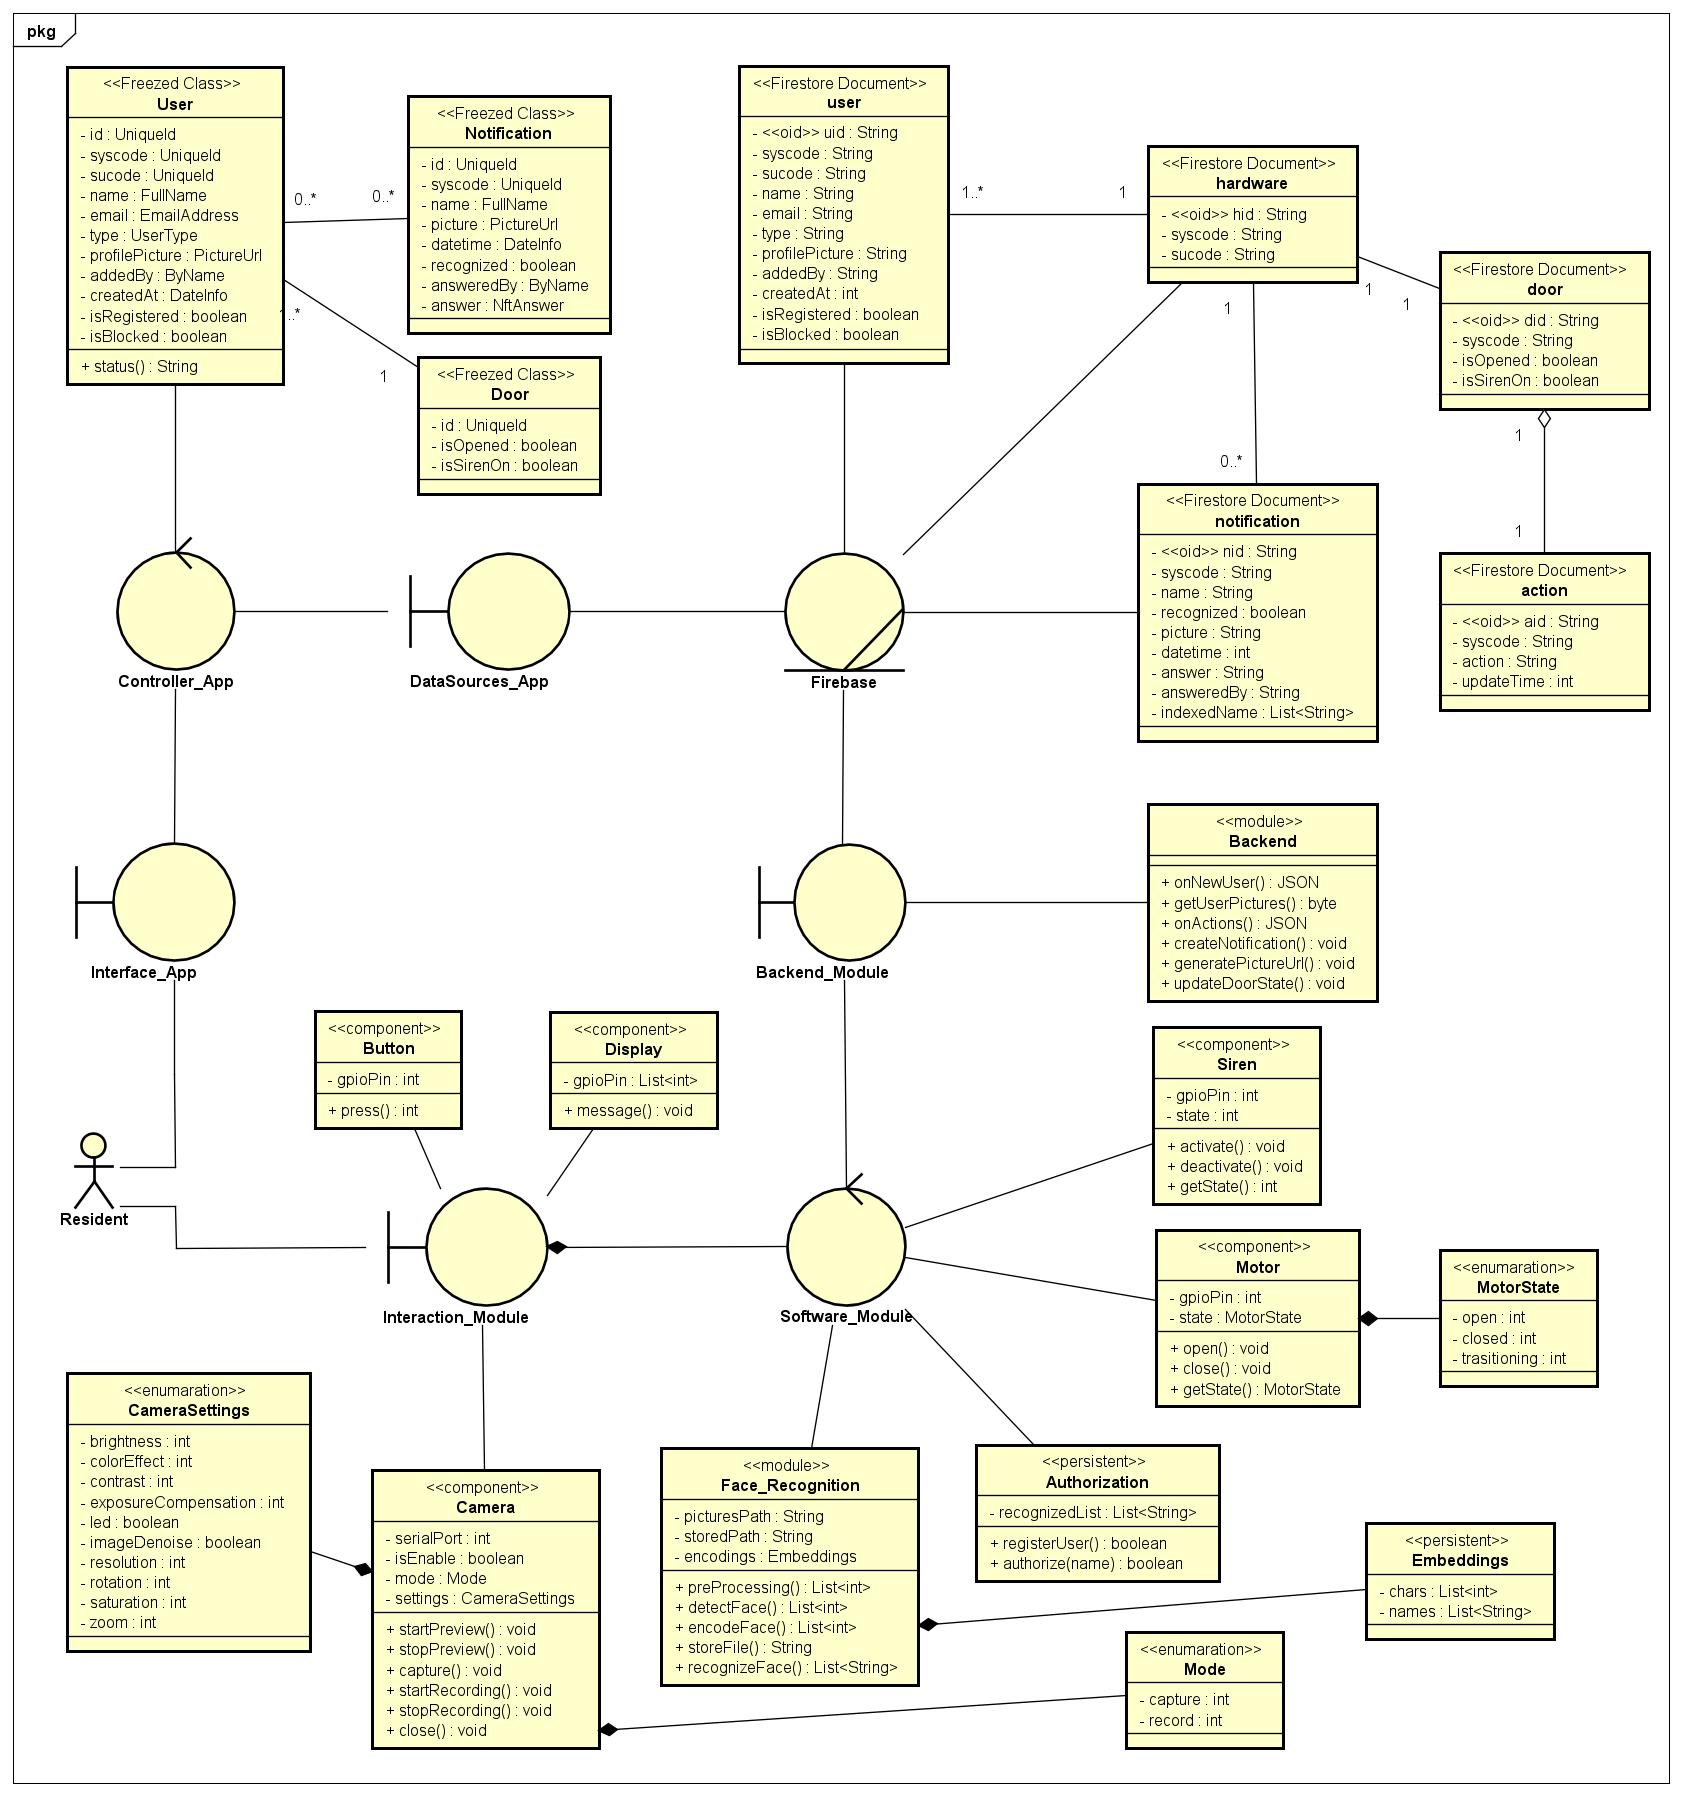 pkg
<<Freezed Class>>
User
- id : UniqueId
- syscode : UniqueId
- sucode : UniqueId
- name : FullName
- email : EmailAddress
- type : UserType
- profilePicture : PictureUrl
- addedBy : ByName
- createdAt : DateInfo
- isRegistered : boolean
- isBlocked : boolean
+ status() : String
0..*
0..*
1..*
1
<<Freezed Class>>
Notification
- id : UniqueId
- syscode : UniqueId
- name : FullName
- picture : PictureUrl
- datetime : DateInfo
- recognized : boolean
- answeredBy : ByName
- answer : NftAnswer
<<Freezed Class>>
Door
- id : UniqueId
- isOpened : boolean
- isSirenOn : boolean
<<Firestore Document>>
user
- <<oid>> uid : String
- syscode : String
- sucode : String
- name : String
- email : String
- type : String
- profilePicture : String
- addedBy : String
- createdAt : int
- isRegistered : boolean
- isBlocked : boolean
1..*
1
<<Firestore Document>>
hardware
- <<oid>> hid : String
- syscode : String
- sucode : String
1
1
1
0..*
<<Firestore Document>>
door
- <<oid>> did : String
- syscode : String
- isOpened : boolean
- isSirenOn : boolean
1
1
<<Firestore Document>>
notification
- <<oid>> nid : String
- syscode : String
- name : String
- recognized : boolean
- picture : String
- datetime : int
- answer : String
- answeredBy : String
- indexedName : List<String>
<<Firestore Document>>
action
- <<oid>> aid : String
- syscode : String
- action : String
- updateTime : int
Controller_App
DataSources_App
Firebase
Interface_App
Backend_Module
<<module>>
Backend
+ onNewUser() : JSON
+ getUserPictures() : byte
+ onActions() : JSON
+ createNotification() : void
+ generatePictureUrl() : void
+ updateDoorState() : void
<<component>>
Button
- gpioPin : int
+ press() : int
<<component>>
Display
- gpioPin : List<int>
+ message() : void
<<component>>
Siren
- gpioPin : int
- state : int
+ activate() : void
+ deactivate() : void
+ getState() : int
Resident
Interaction_Module
Software_Module
<<component>>
Motor
- gpioPin : int
- state : MotorState
+ open() : void
+ close() : void
+ getState() : MotorState
<<enumaration>>
MotorState
- open : int
- closed : int
- trasitioning : int
<<enumaration>>
CameraSettings
- brightness : int
- colorEffect : int
- contrast : int
- exposureCompensation : int
- led : boolean
- imageDenoise : boolean
- resolution : int
- rotation : int
- saturation : int
- zoom : int
<<component>>
Camera
- serialPort : int
- isEnable : boolean
- mode : Mode
- settings : CameraSettings
+ startPreview() : void
+ stopPreview() : void
+ capture() : void
+ startRecording() : void
+ stopRecording() : void
+ close() : void
<<module>>
Face_Recognition
- picturesPath : String
- storedPath : String
- encodings : Embeddings
+ preProcessing() : List<int>
+ detectFace() : List<int>
+ encodeFace() : List<int>
+ storeFile() : String
+ recognizeFace() : List<String>
<<persistent>>
Authorization
- recognizedList : List<String>
+ registerUser() : boolean
+ authorize(name) : boolean
<<persistent>>
Embeddings
- chars : List<int>
- names : List<String>
<<enumaration>>
Mode
- capture : int
- record : int